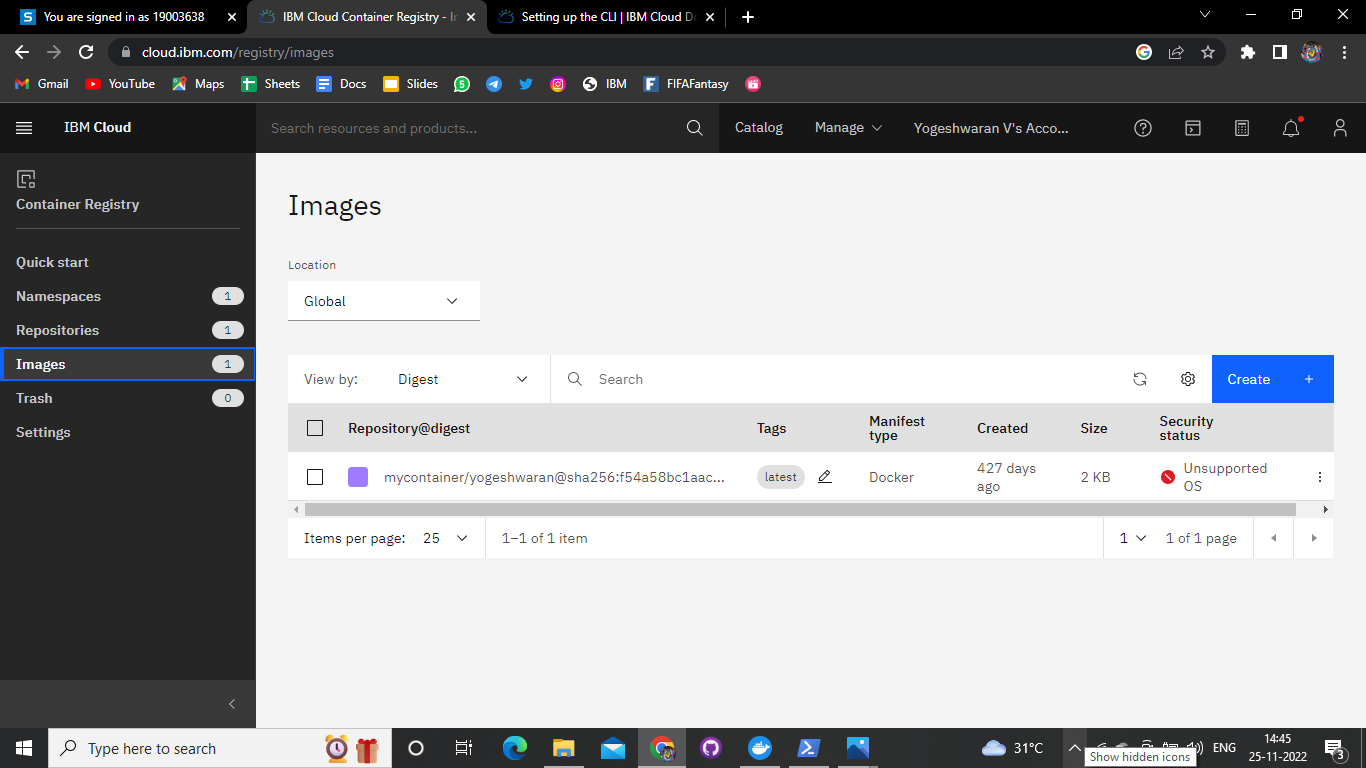 You are signed in as 19003638
IBM Cloud Container Registry - I
Setting up the CLI | IBM Cloud Do
cloud.ibm.com/registry/images
Gmail YouTube Maps Sheets Docs Slides IBM FIFAFantasy
IBM Cloud
Search resources and products...
Catalog Manage Yogeshwaran V's Acco...
Container Registry
Quick start
Namespaces 1
Repositories 1
Images 1
Trash 0
Settings
Images
Location
Global
View by: Digest
Search
Create +
Repository@digest Tags Manifest type Created Size Security status
mycontainer/yogeshwaran@sha256:f54a58bc1aac... latest Docker 427 days ago 2 KB Unsupported OS
Items per page: 25 1–1 of 1 item 1 1 of 1 page
Type here to search
31°C
ENG
14:45
25-11-2022
3
Show hidden icons